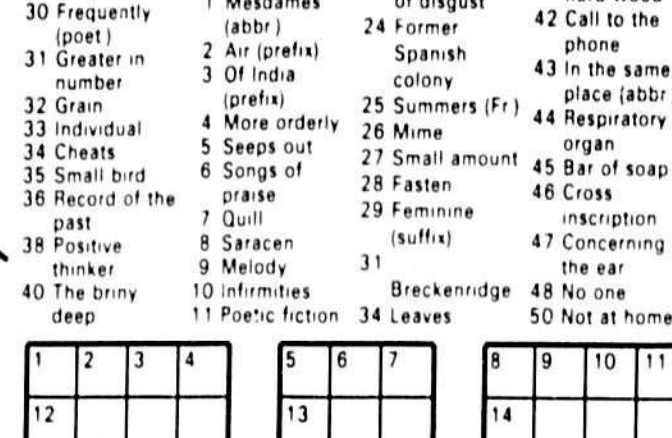 30 Frequently
(poet)
31 Greater in
number
32 Grain
33 Individual
34 Cheats
35 Small bird
36 Record of the
past
38 Positive
thinker
40 The briny
deep
1 Mesdames
(abbr)
2 Air (prefix)
3 Of India
(prefix)
4 More orderly
5 Seeps out
6 Songs of
praise
7 Quill
8 Saracen
9 Melody
10 Infirmities
11 Poetic fiction
of disgust
24 Former
Spanish
colony
25 Summers (Fr)
26 Mime
27 Small amount
28 Fasten
29 Feminine
(suffix)
31
Breckenridge
34 Leaves
42 Call to the
phone
43 In the same
place (abbr
44 Respiratory
organ
45 Bar of soap
46 Cross
inscription
47 Concerning
the ear
48 No one
50 Not at home
1 2 3 4 5 6 7 8 9 10 11
12 13 14